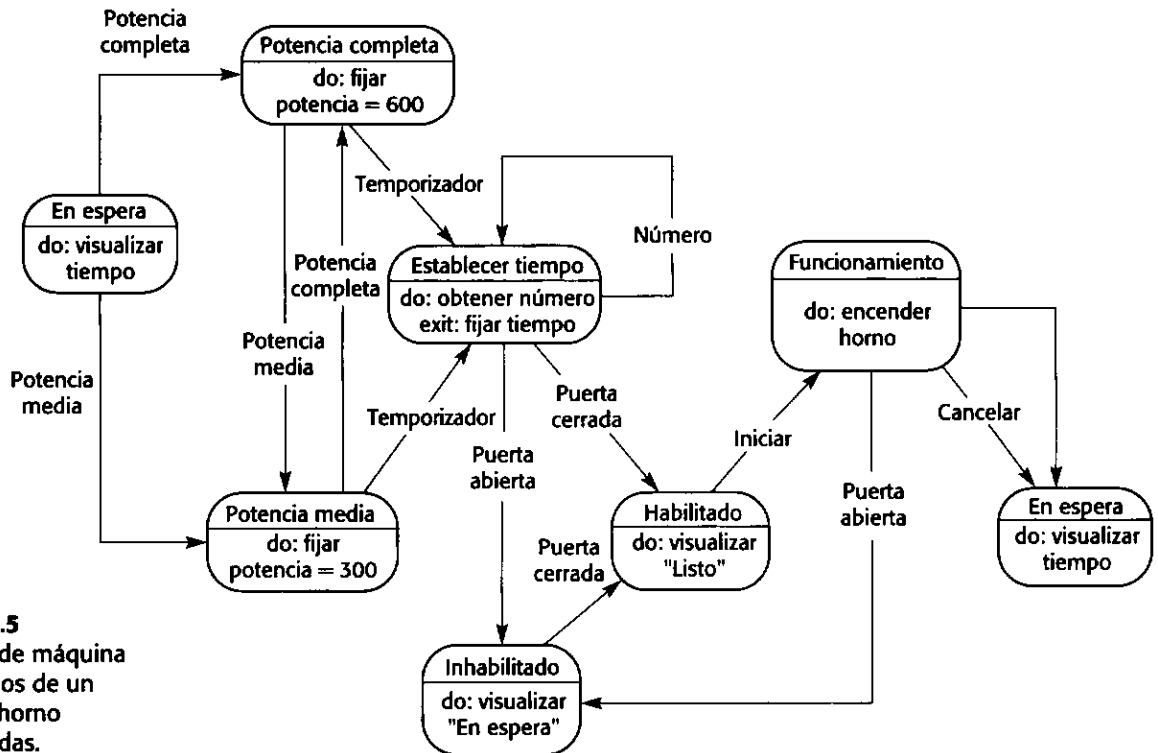 Potencia
completa
Potencia completa
do: fijar
potencia = 600
Temporizador
En espera
do: visualizar
tiempo
Número
Potencia
completa
Establecer tiempo
do: obtener número
exit: fijar tiempo
Funcionamiento
do: encender
horno
Potencia
media
Potencia
media
Temporizador
Puerta
cerrada
Puerta
abierta
Iniciar
Cancelar
Puerta
abierta
Potencia media
do: fijar
potencia = 300
Habilitado
do: visualizar
"Listo"
En espera
do: visualizar
tiempo
Puerta
cerrada
Inhabilitado
do: visualizar
"En espera"
.5
de máquina
os de un
horno
das.